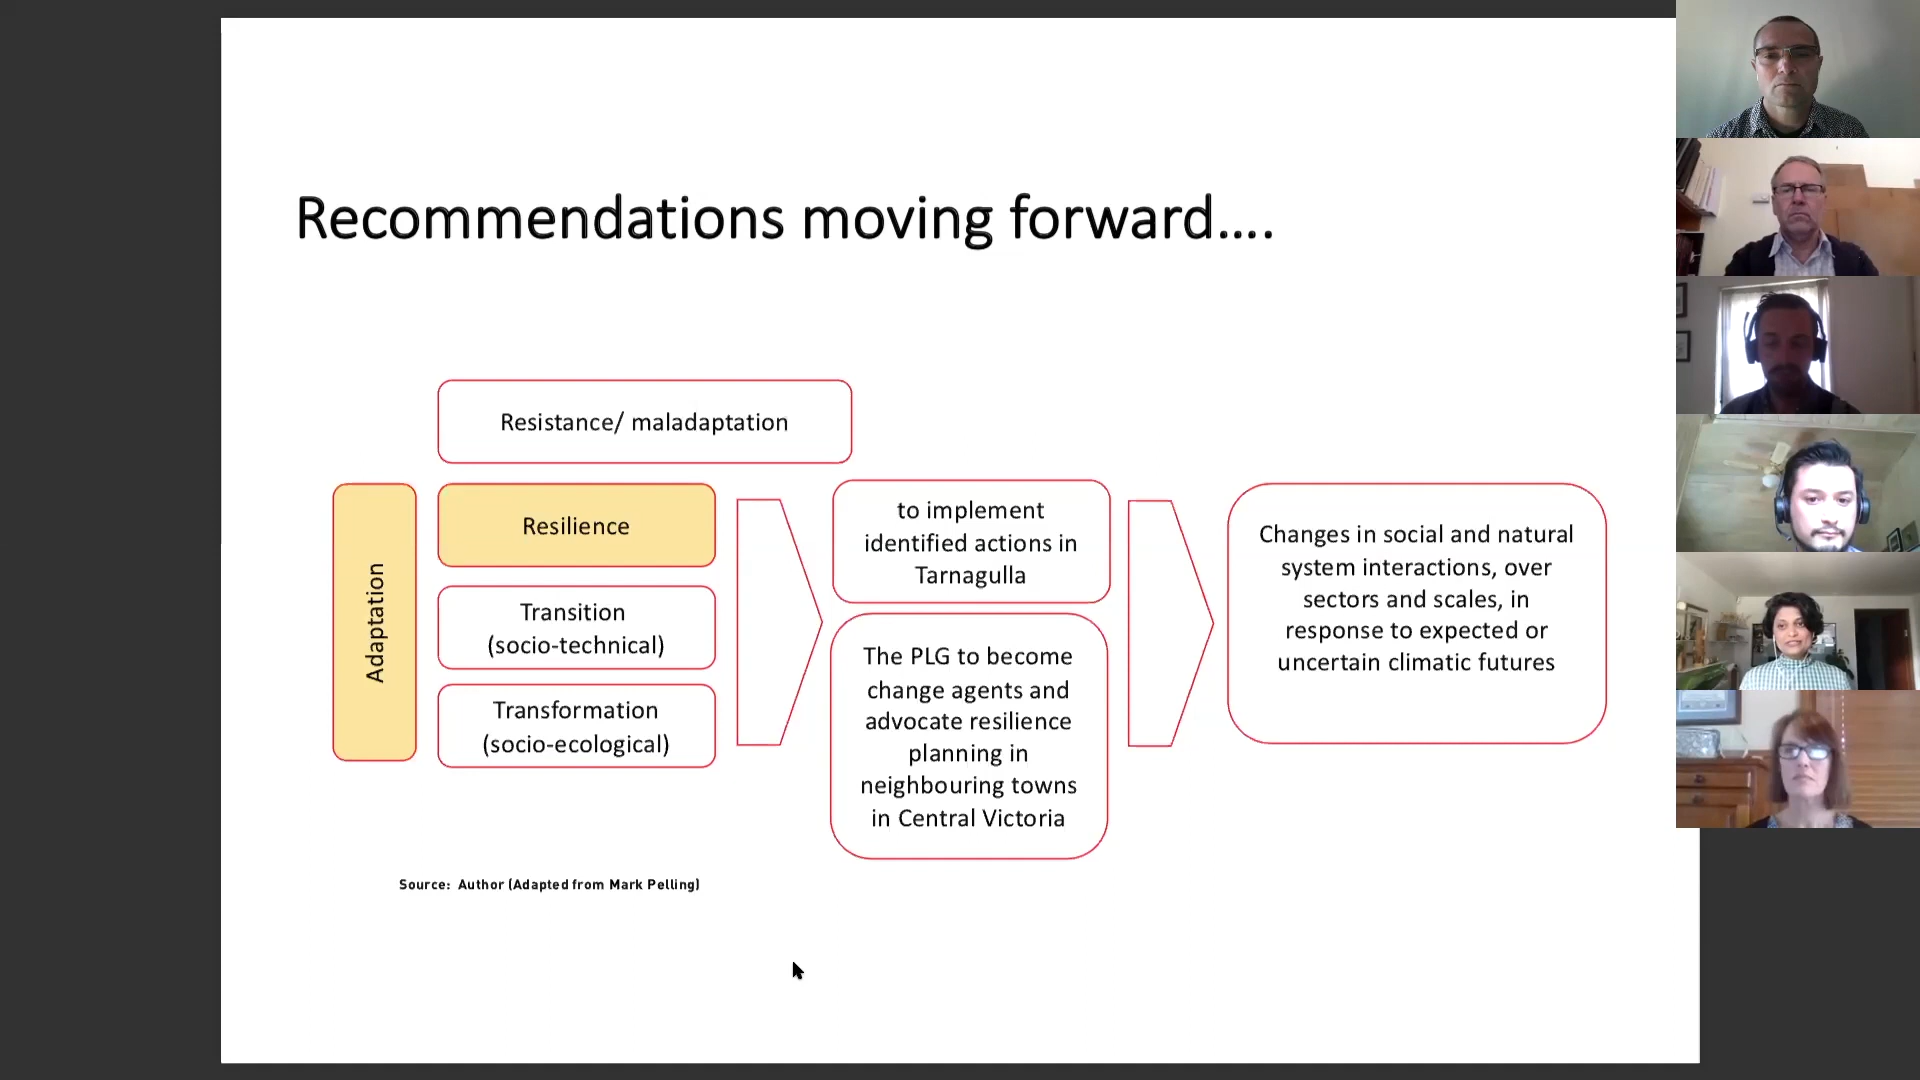 Recommendations moving forward....
Resistance/ maladaptation
Adaptation
Resilience
Transition
(socio-technical)
Transformation
(socio-ecological)
to implement
identified actions in
Tarnagulla
The PLG to become
change agents and
advocate resilience
planning in
neighbouring towns
in Central Victoria
Changes in social and natural
system interactions, over
sectors and scales, in
response to expected or
uncertain climatic futures
Source:  Author (Adapted from Mark Pelling)